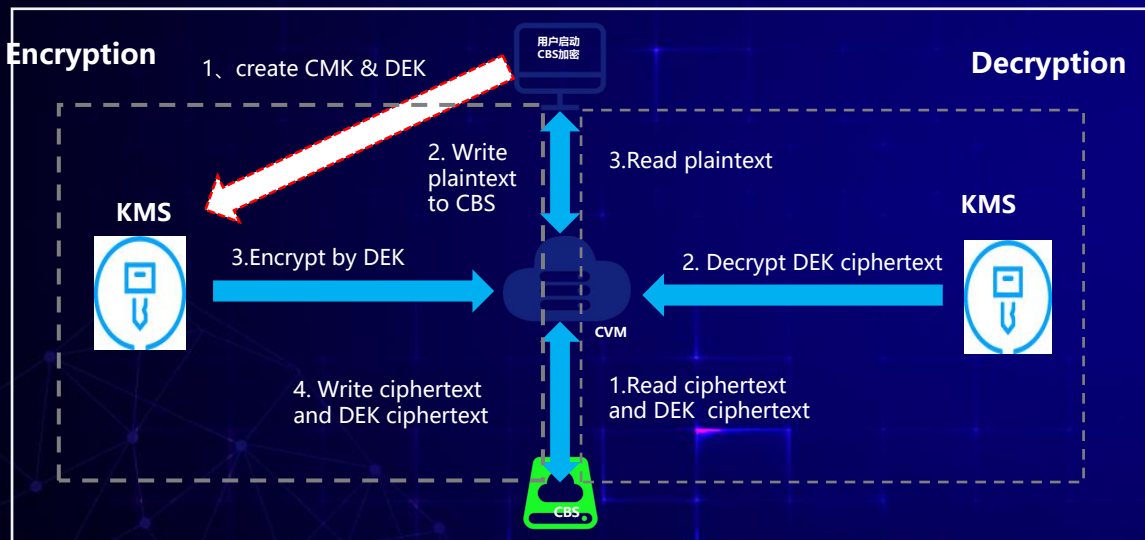 用户启动
CBS加密
Encryption
1、create CMK & DEK
Decryption
2. Write
plaintext
to CBS
3.Read plaintext
KMS
KMS
3.Encrypt by DEK
2. Decrypt DEK ciphertext
CVM
4. Write ciphertext
and DEK ciphertext
1.Read ciphertext
and DEK ciphertext
CBS